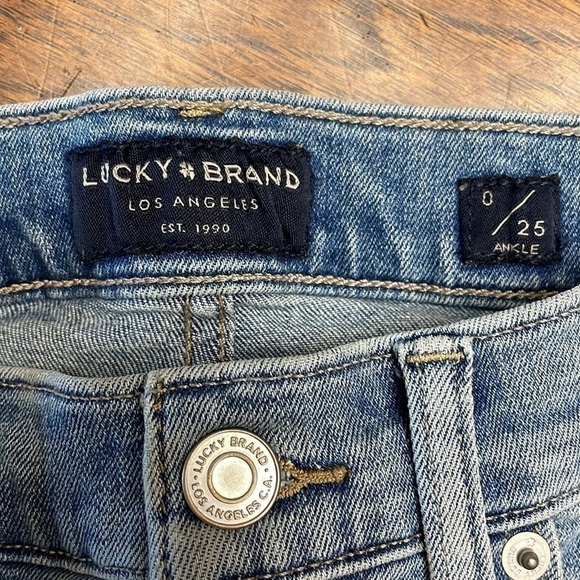 LUCKY BRAND
LOS ANGELES
EST. 1990
0/25
ANKLE
• LUCKY BRAND •
LOS ANGELES C.A.